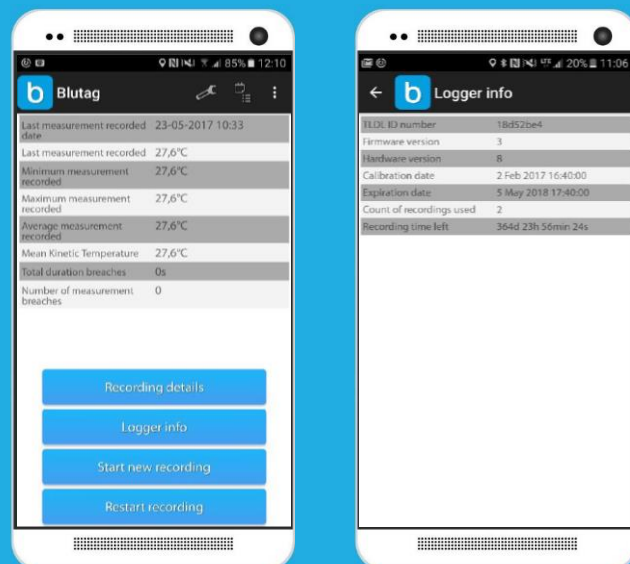 85% 12:10
b Blutag
Last measurement recorded date 23-05-2017 10:33
Last measurement recorded 27,6°C
Minimum measurement recorded 27,6°C
Maximum measurement recorded 27,6°C
Average measurement recorded 27,6°C
Mean Kinetic Temperature 27,6°C
Total duration breaches 0s
Number of measurement breaches 0
Recording details
Logger info
Start new recording
Restart recording
LTE 20% 11:06
b Logger info
TLDL ID number 18d52be4
Firmware version 3
Hardware version 8
Calibration date 2 Feb 2017 16:40:00
Expiration date 5 May 2018 17:40:00
Count of recordings used 2
Recording time left 364d 23h 56min 24s